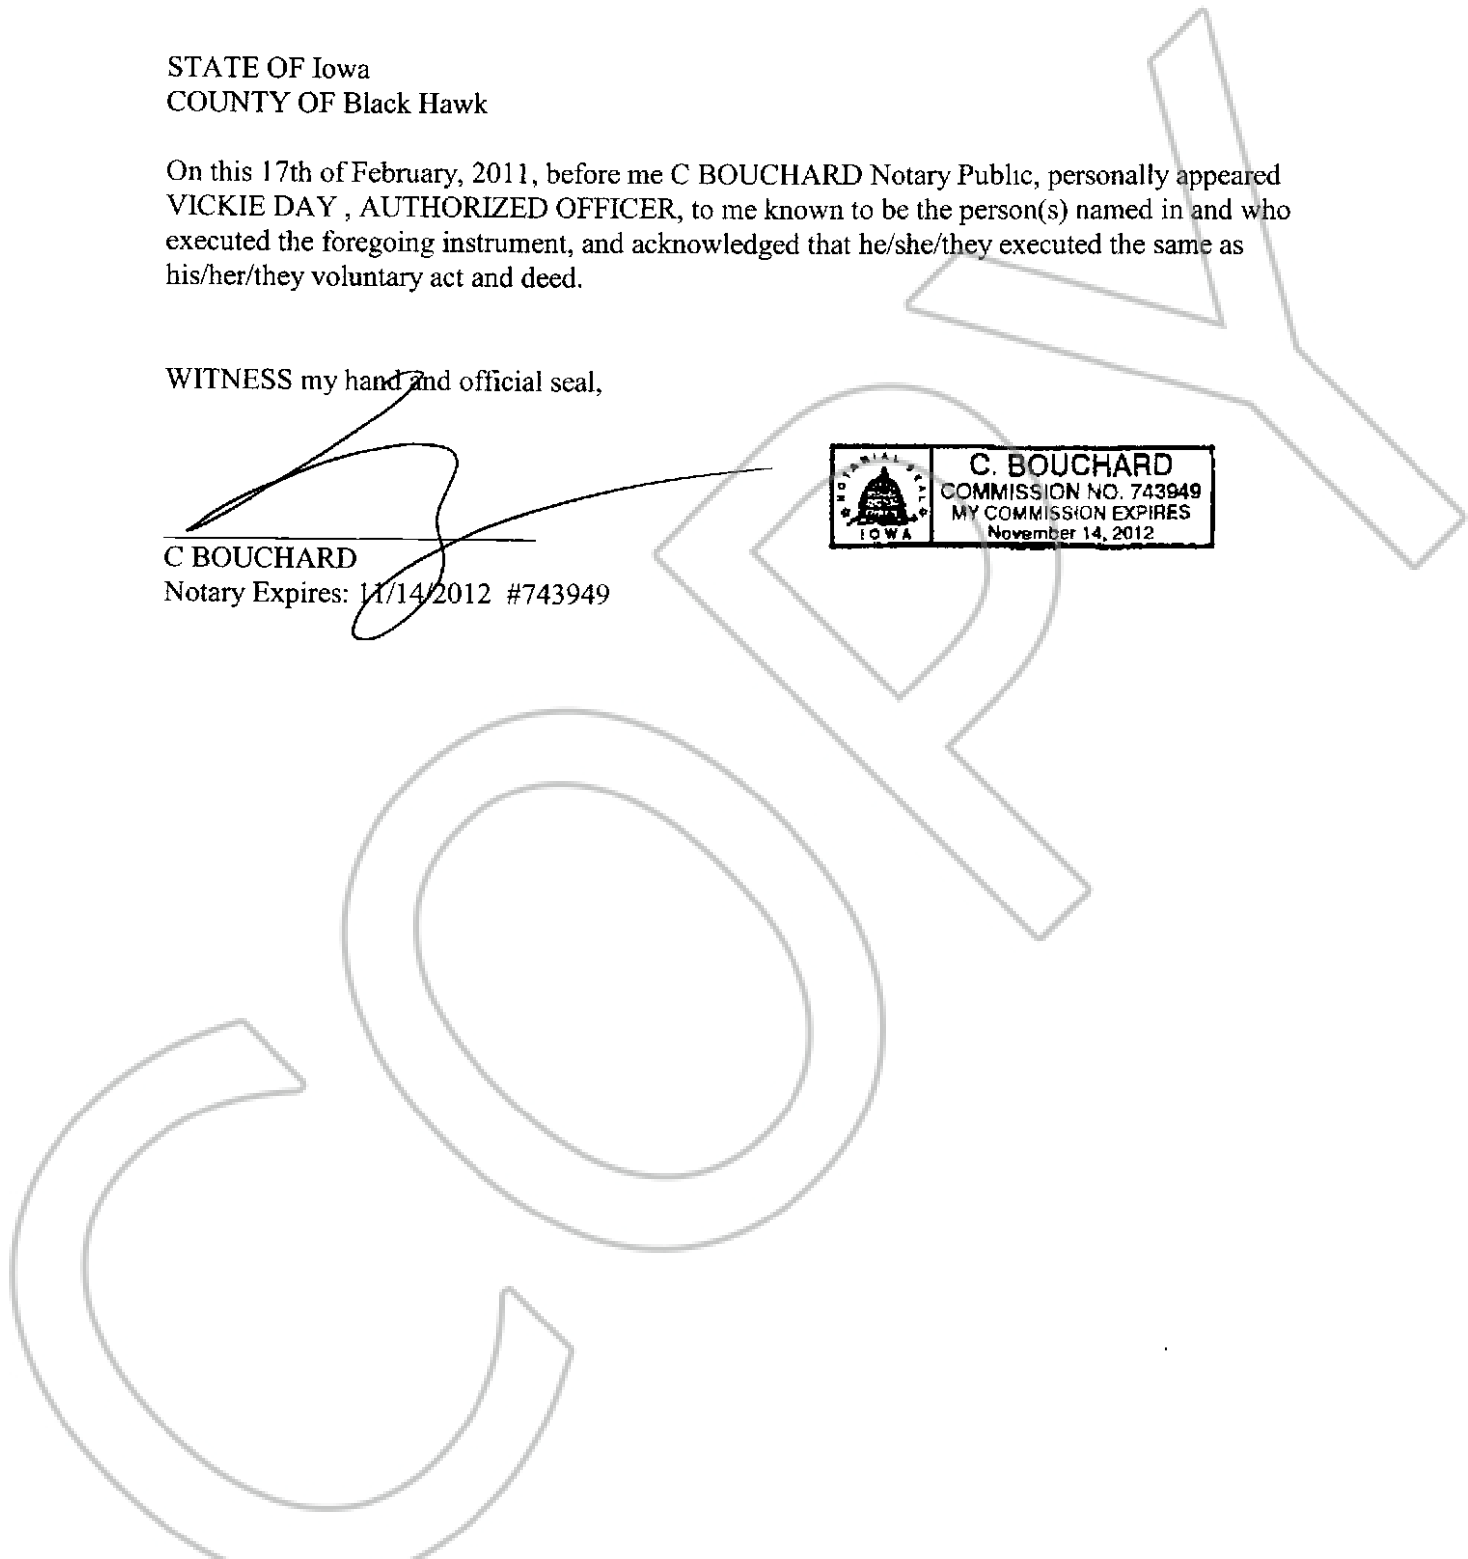 STATE OF Iowa
COUNTY OF Black Hawk
On this 17th of February, 2011, before me C BOUCHARD Notary Public, personally appeared
VICKIE DAY , AUTHORIZED OFFICER, to me known to be the person(s) named in and who
executed the foregoing instrument, and acknowledged that he/she/they executed the same as
his/her/they voluntary act and deed.
WITNESS my hand and official seal,
NOTARIAL SEAL
IOWA
C. BOUCHARD
COMMISSION NO. 743949
MY COMMISSION EXPIRES
November 14, 2012
C BOUCHARD
Notary Expires: 11/14/2012 #743949
COPY